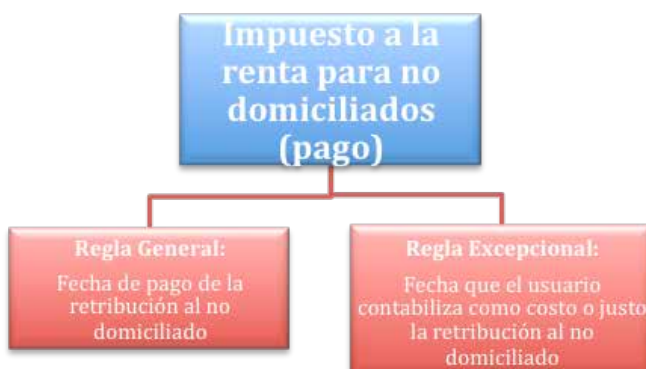 Impuesto a la
renta para no
domiciliados
(pago)
Regla General:
Fecha de pago de la
retribución al no
domiciliado
Regla Excepcional:
Fecha que el usuario
contabiliza como costo o justo
la retribución al no
domiciliado